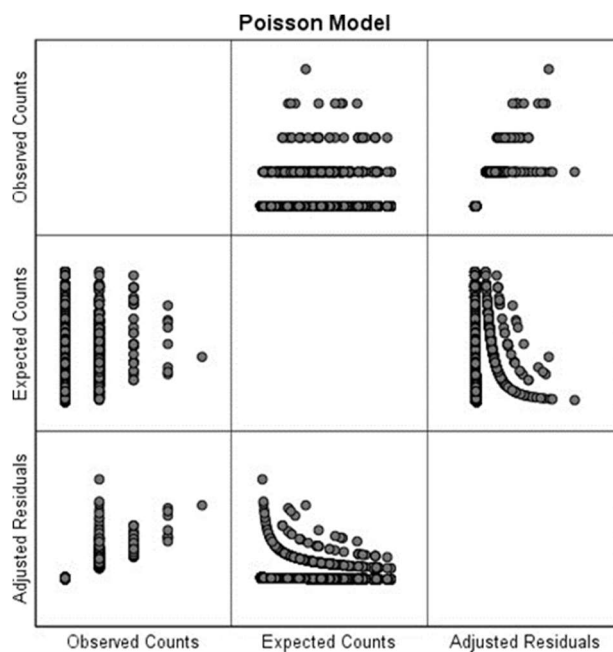 Poisson Model
Observed Counts
Expected Counts
Adjusted Residuals
Observed Counts
Expected Counts
Adjusted Residuals